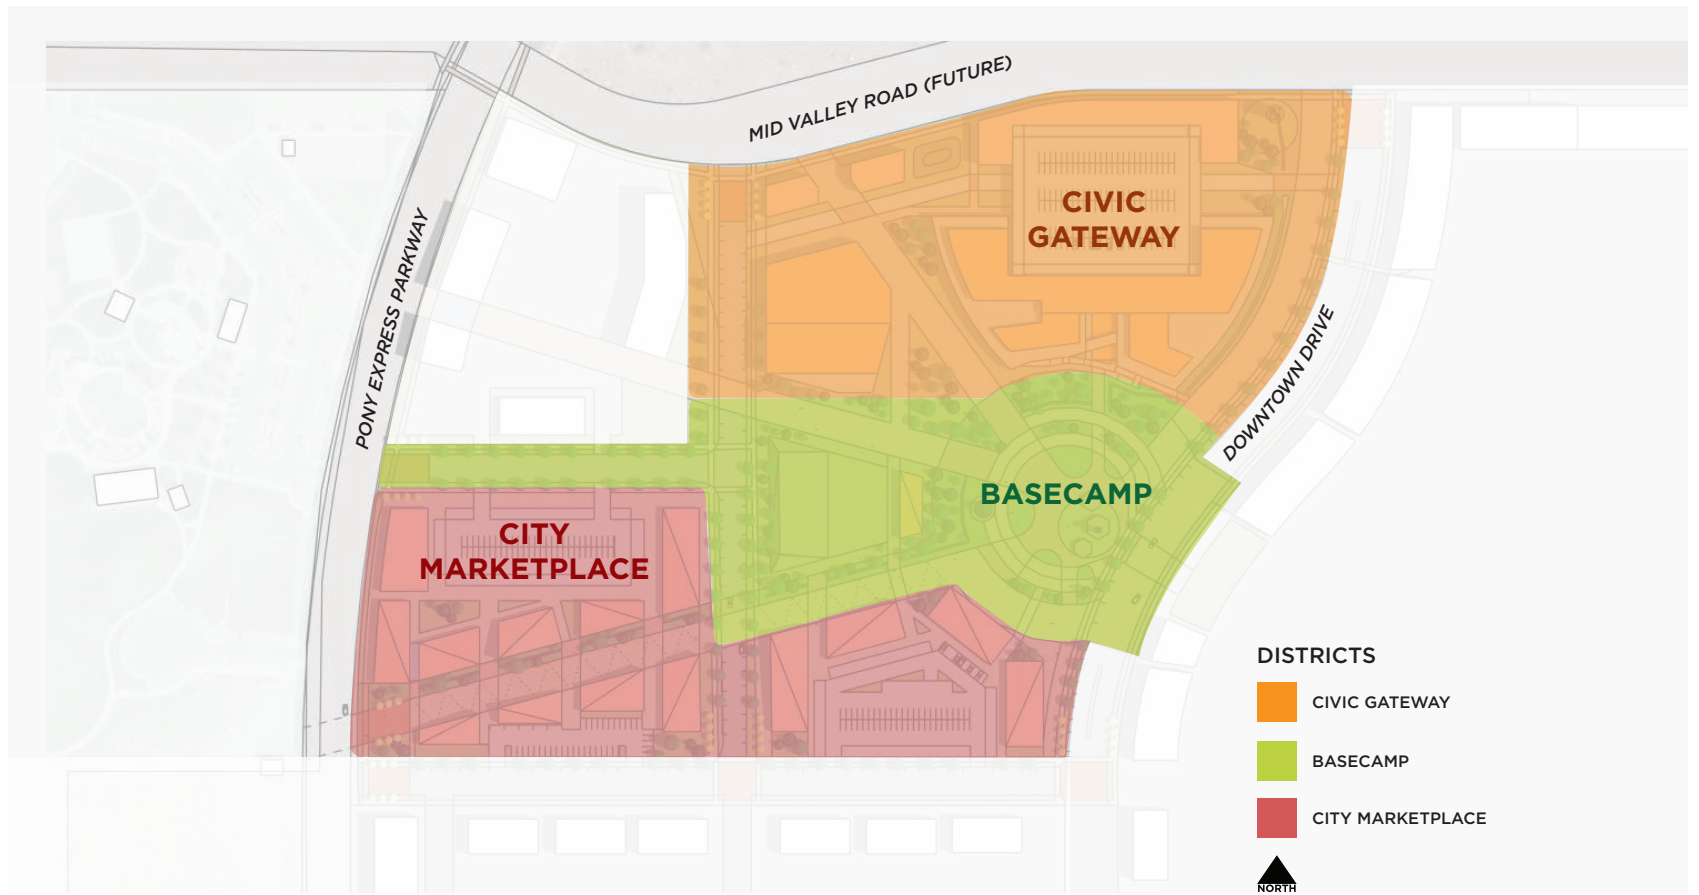 MID VALLEY ROAD (FUTURE)
CIVIC
GATEWAY
PONY EXPRESS PARKWAY
DOWNTOWN DRIVE
BASECAMP
CITY
MARKETPLACE
DISTRICTS
CIVIC GATEWAY
BASECAMP
CITY MARKETPLACE
NORTH